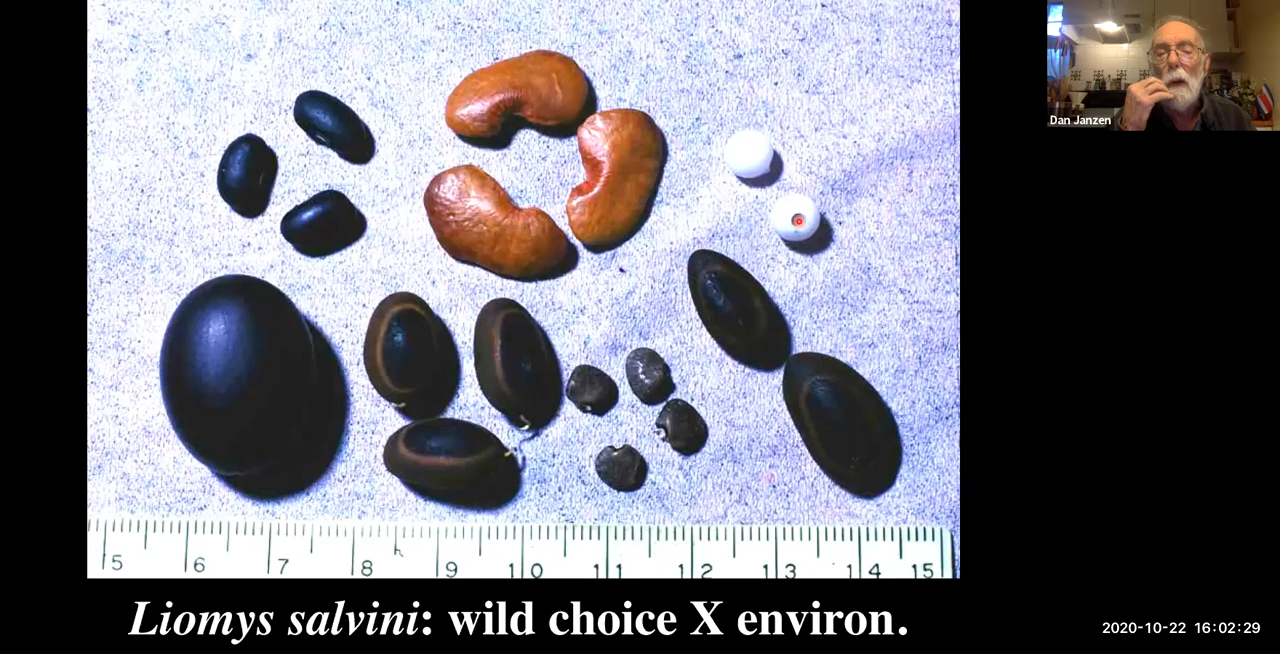 Dan Janzen
5 6 7 8 9 10 11 12 13 14 15
Liomys salvini: wild choice X environ.
2020-10-22 16:02:29